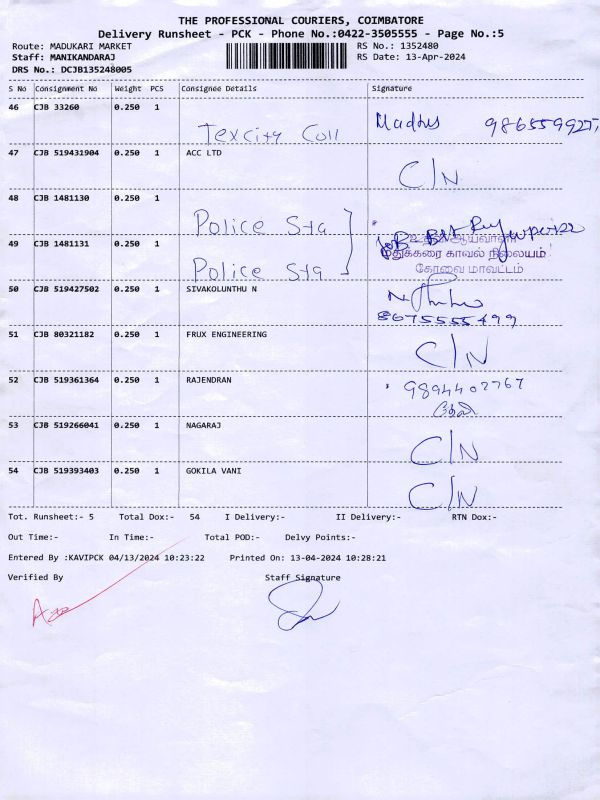 THE PROFESSIONAL COURIERS, COIMBATORE
Delivery Runsheet - PCK - Phone No.:0422-3505555 - Page No.:5
Route: MADUKARI MARKET RS No.: 1352480
Staff: MANIKANDARAJ RS Date: 13-Apr-2024
DRS No.: DCJB135248005
S No Consignment No Weight PCS Consignee Details Signature
46 CJB 33260 0.250 1 Texcity Coll Madhu
47 CJB 519431904 0.250 1 ACC LTD C/N
48 CJB 1481130 0.250 1 Police Sta
49 CJB 1481131 0.250 1 Police Sta
மதுக்கரை காவல் நிலையம்
கோவை மாவட்டம்
50 CJB 519427502 0.250 1 SIVAKOLUNTHU N
8675555499
51 CJB 80321182 0.250 1 FRUX ENGINEERING C/N
52 CJB 519361364 0.250 1 RAJENDRAN 9894402767
53 CJB 519266041 0.250 1 NAGARAJ C/N
54 CJB 519393403 0.250 1 GOKILA VANI C/N
Tot. Runsheet:- 5 Total Dox:- 54 I Delivery:- II Delivery:- RTN Dox:-
Out Time:- In Time:- Total POD:- Delvy Points:-
Entered By :KAVIPCK 04/13/2024 10:23:22 Printed On: 13-04-2024 10:28:21
Verified By Staff Signature